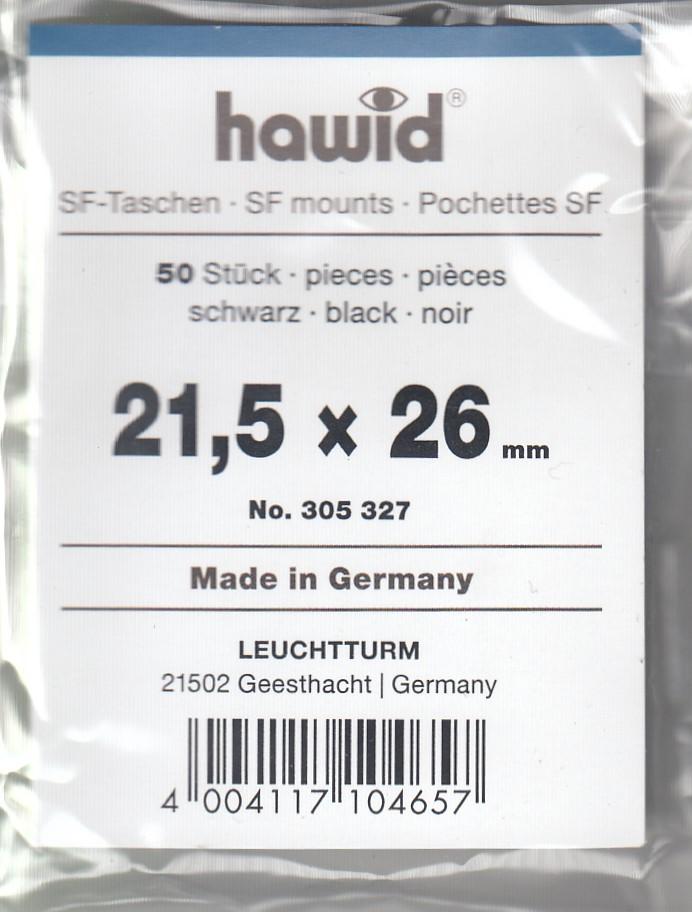 hawid®
SF-Taschen · SF mounts · Pochettes SF
50 Stück · pieces · pièces
schwarz · black · noir
21,5 x 26 mm
No. 305 327
Made in Germany
LEUCHTTURM
21502 Geesthacht | Germany
4 004117 104657